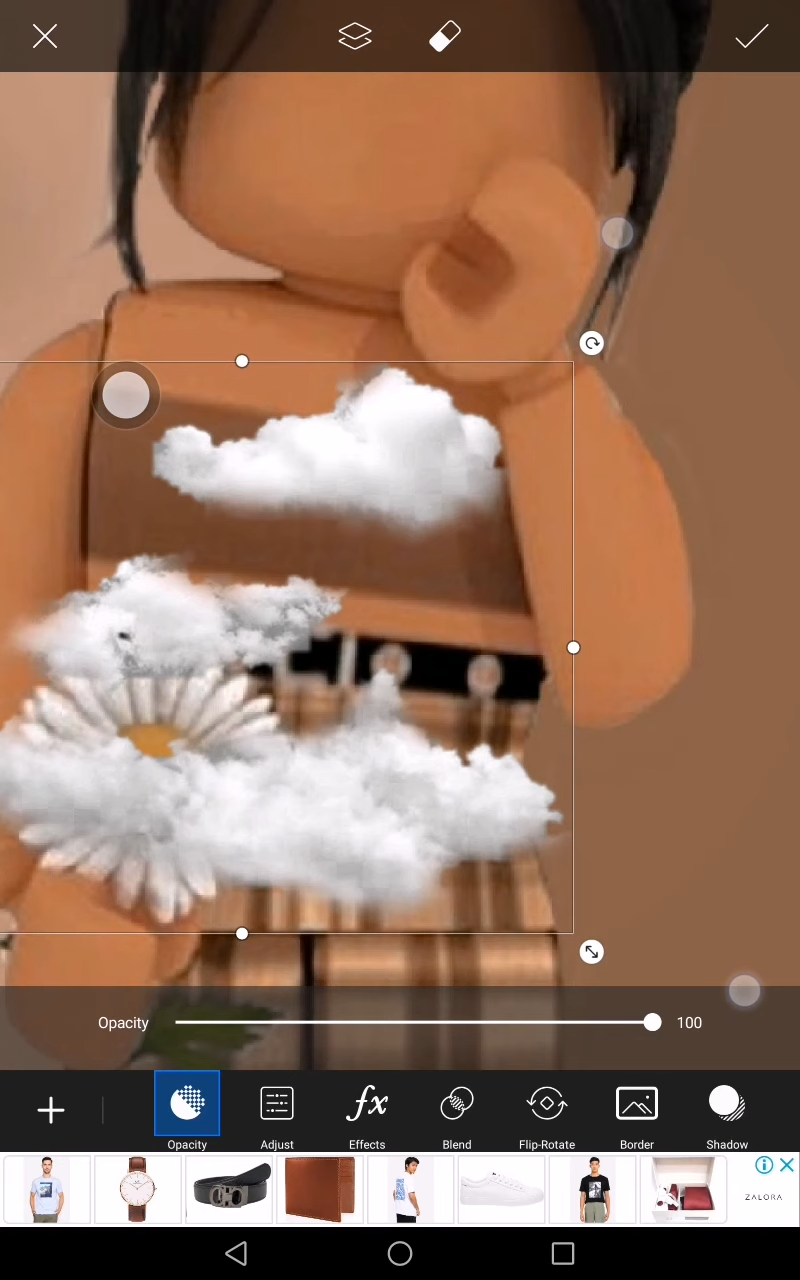 Opacity 100
Opacity Adjust Effects Blend Flip-Rotate Border Shadow
ZALORA